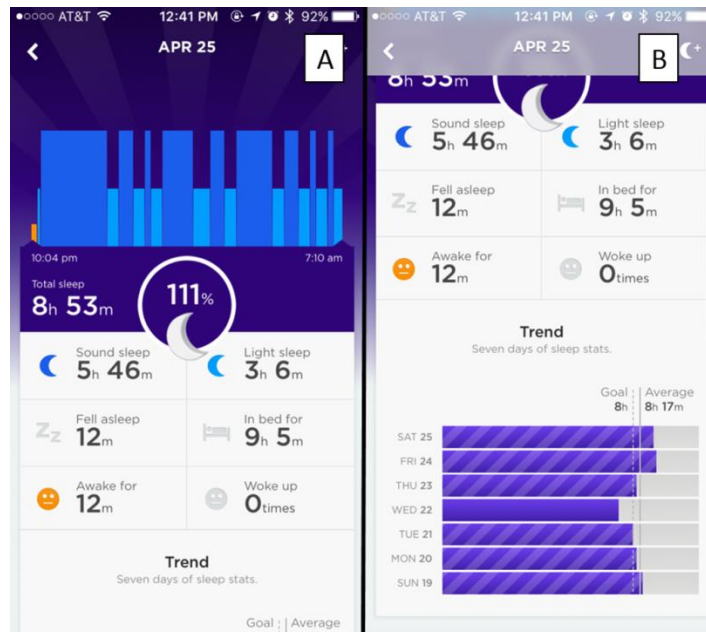 AT&T 12:41 PM 92%
APR 25
A
10:04 pm 7:10 am
Total sleep
8h 53m
111%
Sound sleep
5h 46m
Light sleep
3h 6m
Fell asleep
12m
In bed for
9h 5m
Awake for
12m
Woke up
0times
Trend
Seven days of sleep stats.
Goal Average
AT&T 12:41 PM 92%
APR 25
B
8h 53m
Sound sleep
5h 46m
Light sleep
3h 6m
Fell asleep
12m
In bed for
9h 5m
Awake for
12m
Woke up
0times
Trend
Seven days of sleep stats.
Goal Average
8h 8h 17m
SAT 25
FRI 24
THU 23
WED 22
TUE 21
MON 20
SUN 19